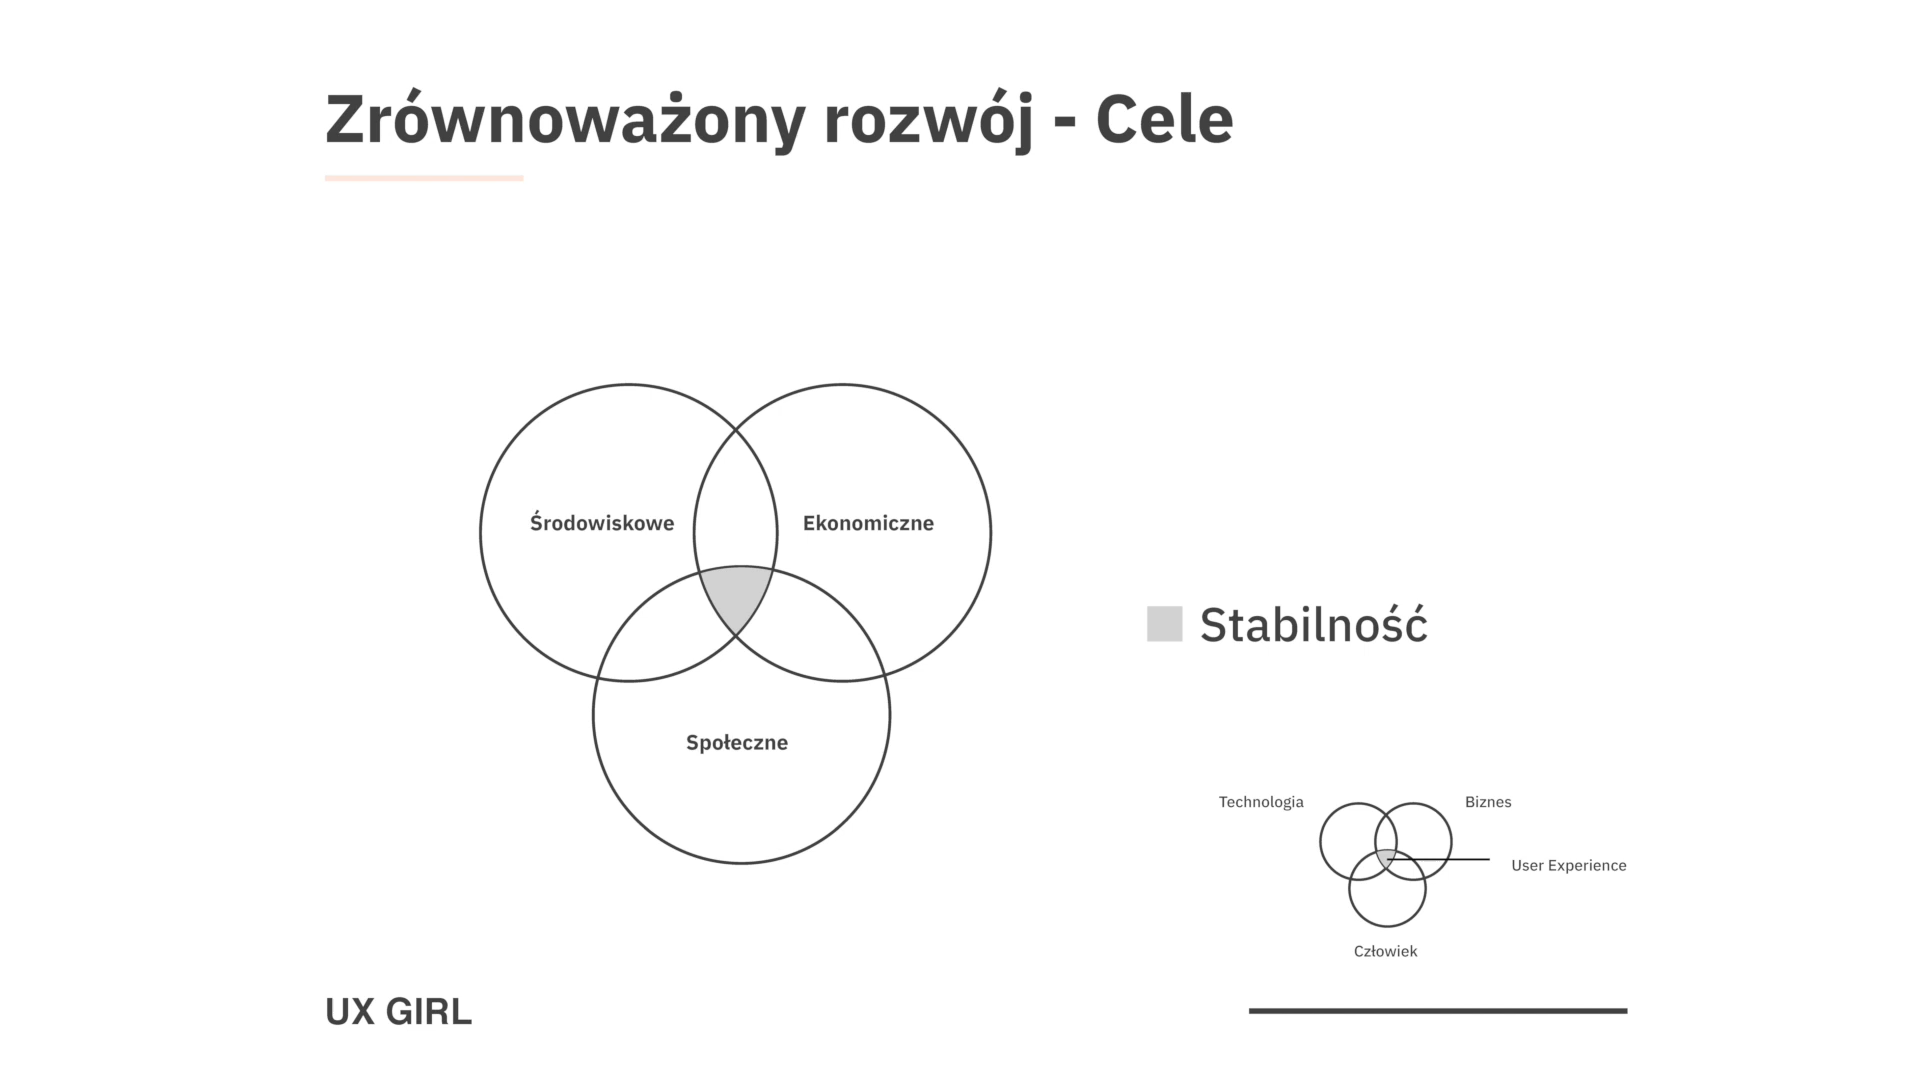 Zrównoważony rozwój - Cele
Środowiskowe
Ekonomiczne
Społeczne
Stabilność
Technologia
Biznes
User Experience
Człowiek
UX GIRL